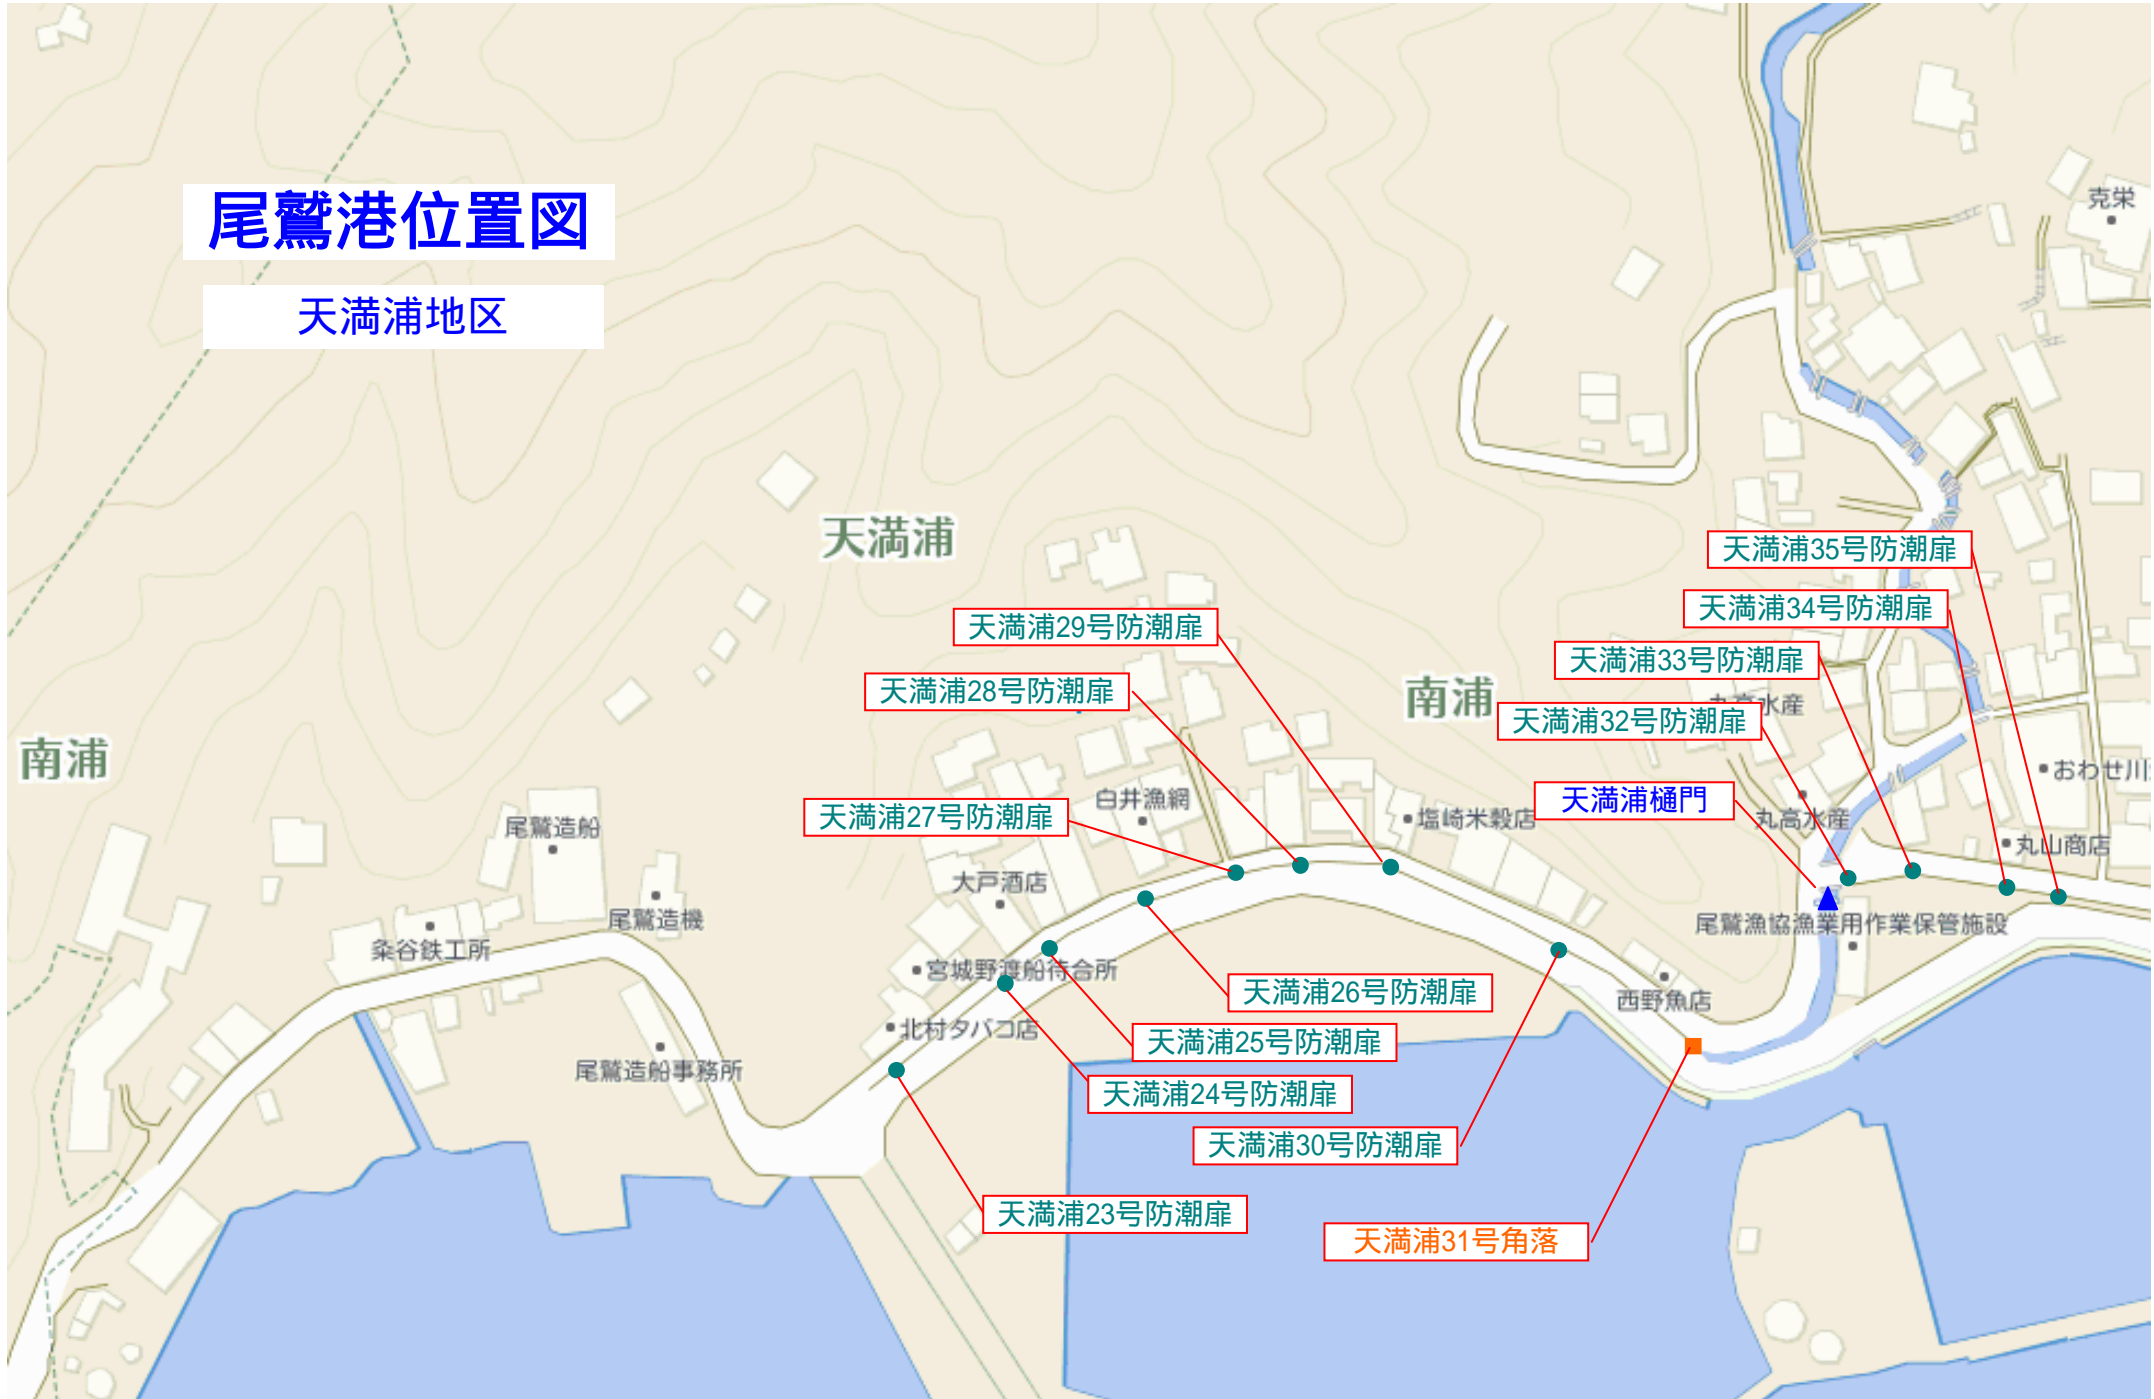 克栄
尾鷲港位置図
天満浦地区
天満浦
天満浦35号防潮扉
天満浦34号防潮扉
天満浦29号防潮扉
天満浦33号防潮扉
天満浦28号防潮扉
南浦
丸高水産
天満浦32号防潮扉
南浦
おわせ川
天満浦樋門
白井漁網
天満浦27号防潮扉
塩崎米穀店
丸高水産
尾鷲造船
丸山商店
大戸酒店
尾鷲造機
尾鷲漁協漁業用作業保管施設
粂谷鉄工所
宮城野渡船待合所
天満浦26号防潮扉
西野魚店
北村タバコ店
天満浦25号防潮扉
尾鷲造船事務所
天満浦24号防潮扉
天満浦30号防潮扉
天満浦23号防潮扉
天満浦31号角落